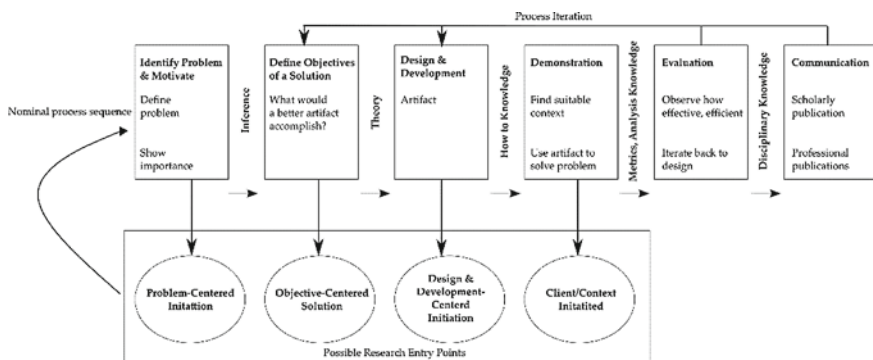 Process Iteration
Nominal process sequence
Identify Problem
& Motivate
Define
problem
Show
importance
Inference
Define Objectives
of a Solution
What would
a better artifact
accomplish?
Theory
Design &
Development
Artifact
How to Knowledge
Demonstration
Find suitable
context
Use artifact to
solve problem
Metrics, Analysis Knowledge
Evaluation
Observe how
effective, efficient
Iterate back to
design
Disciplinary Knowledge
Communication
Scholarly
publication
Professional
publications
Problem-Centered
Initattion
Objective-Centered
Solution
Design &
Development-
Centerd
Initiation
Client/Context
Initatited
Possible Research Entry Points